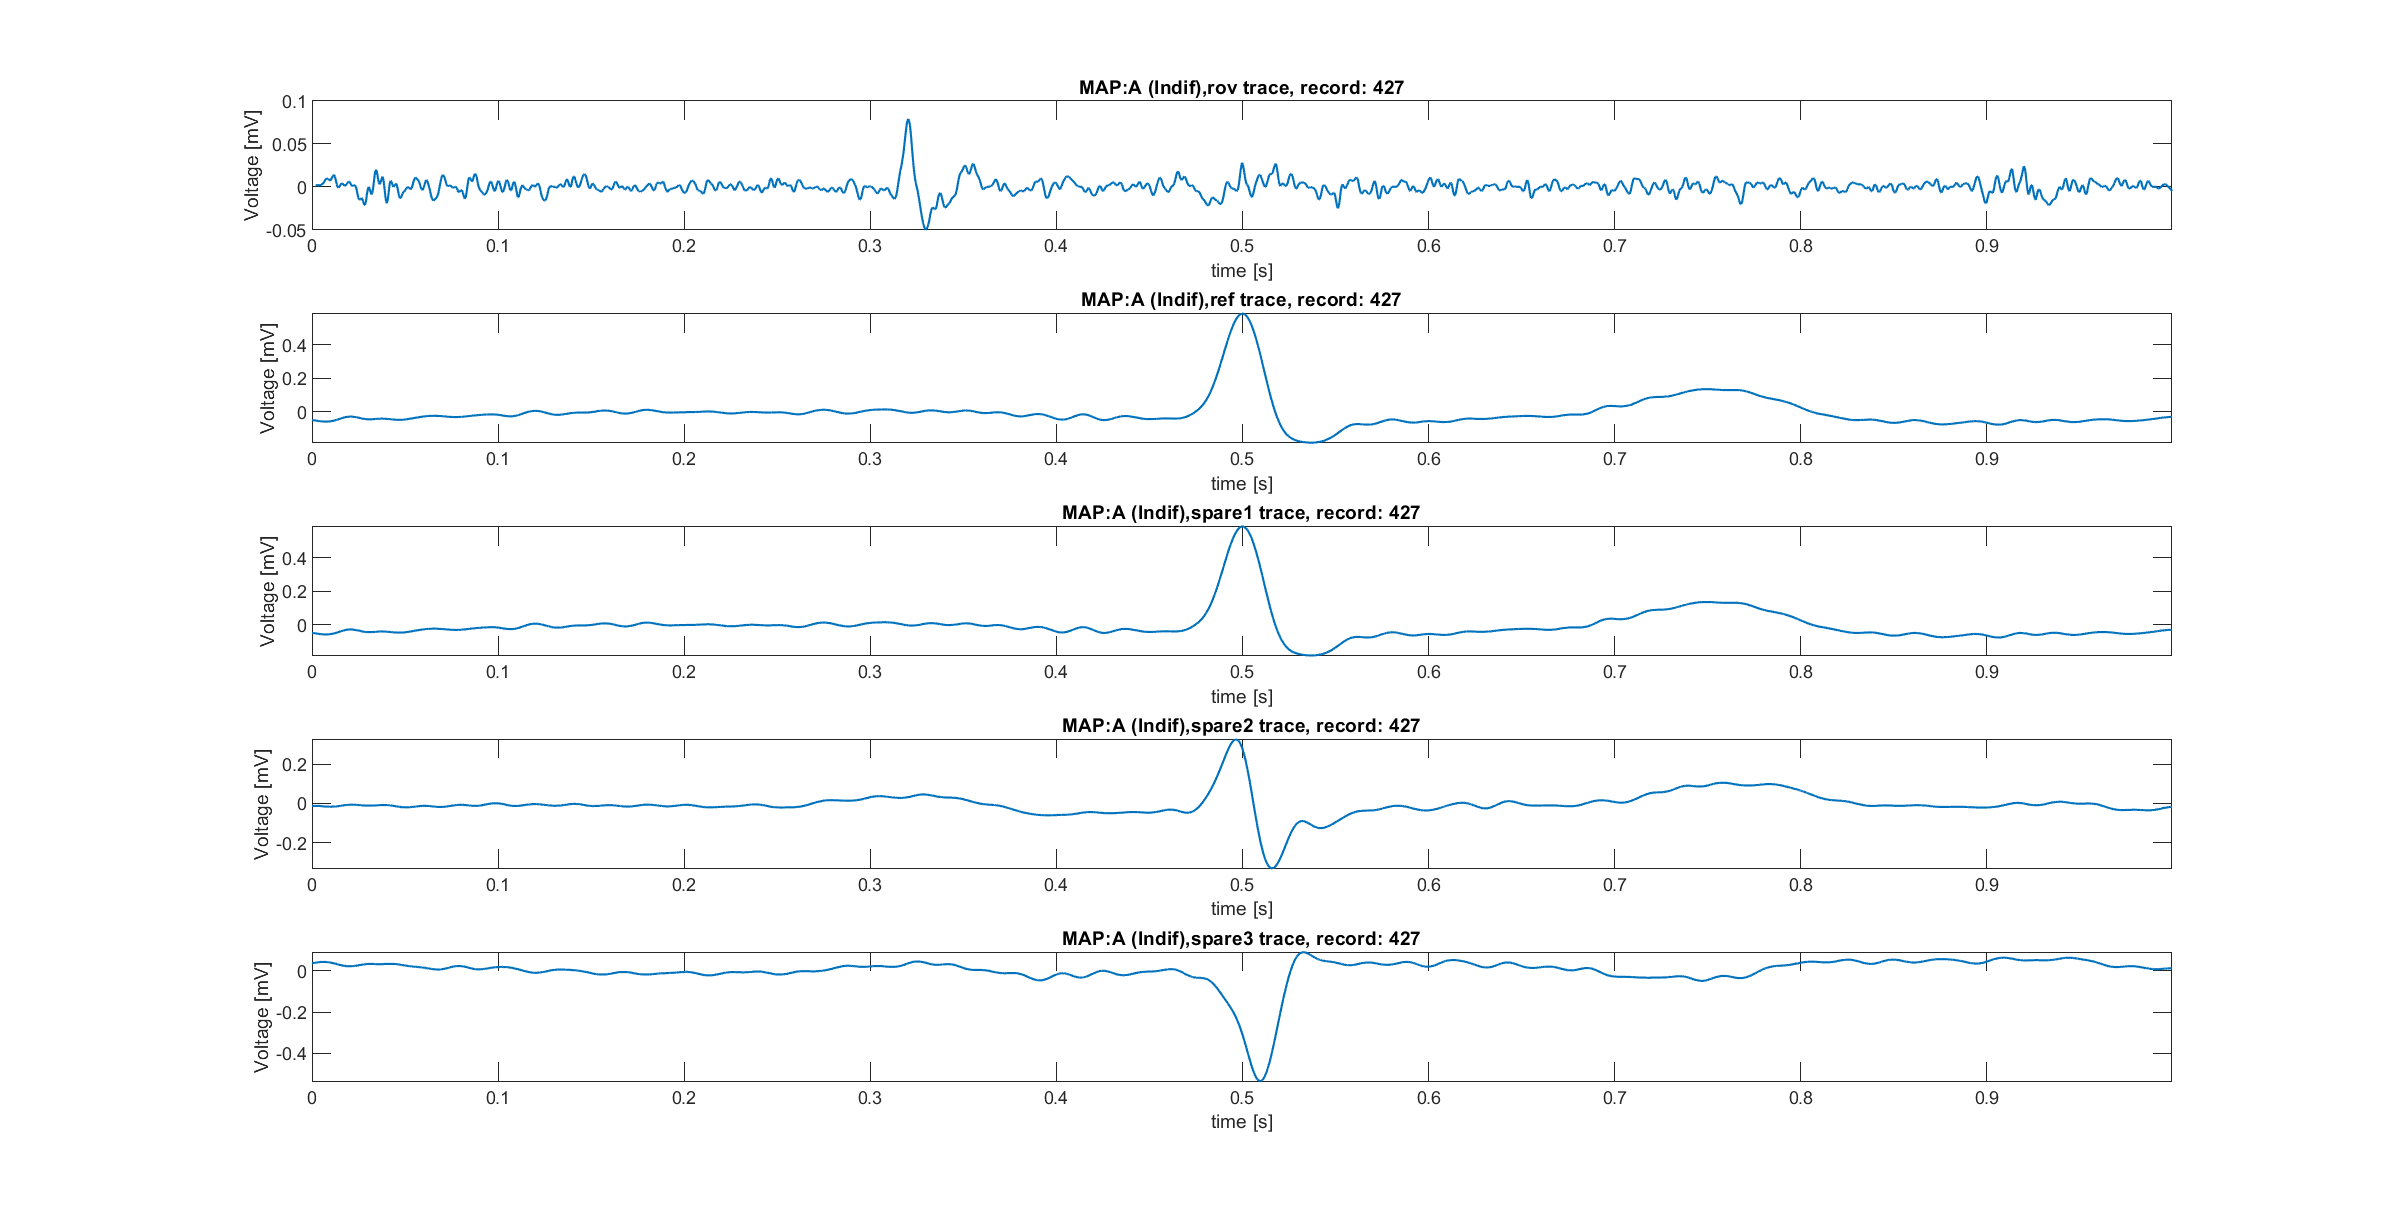 MAP:A (Indif),rov trace, record: 427
Voltage [mV]
0.1
0.05
0
-0.05
0 0.1 0.2 0.3 0.4 0.5 0.6 0.7 0.8 0.9
time [s]
MAP:A (Indif),ref trace, record: 427
Voltage [mV]
0.4
0.2
0
0 0.1 0.2 0.3 0.4 0.5 0.6 0.7 0.8 0.9
time [s]
MAP:A (Indif),spare1 trace, record: 427
Voltage [mV]
0.4
0.2
0
0 0.1 0.2 0.3 0.4 0.5 0.6 0.7 0.8 0.9
time [s]
MAP:A (Indif),spare2 trace, record: 427
Voltage [mV]
0.2
0
-0.2
0 0.1 0.2 0.3 0.4 0.5 0.6 0.7 0.8 0.9
time [s]
MAP:A (Indif),spare3 trace, record: 427
Voltage [mV]
0
-0.2
-0.4
0 0.1 0.2 0.3 0.4 0.5 0.6 0.7 0.8 0.9
time [s]